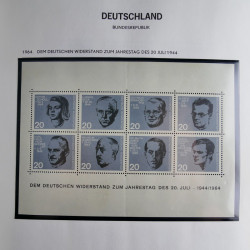 DEUTSCHLAND
BUNDESREPUBLIK
1964 DEM DEUTSCHEN WIDERSTAND ZUM JAHRESTAG DES 20 JULI 1944
20 20 20 20
20 20 20 20
DEM DEUTSCHEN WIDERSTAND ZUM JAHRESTAG DES 20. JULI 1944/1964